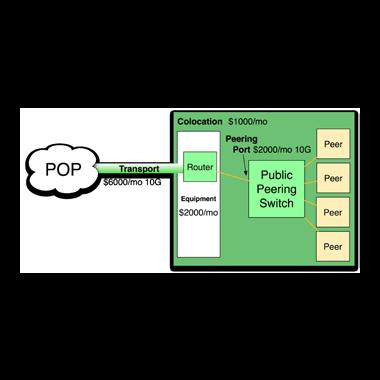 Colocation $1000/mo
Peering
Port $2000/mo 10G
Peer
POP
Transport
$6000/mo 10G
Router
Public
Peering
Switch
Peer
Equipment
$2000/mo
Peer
Peer